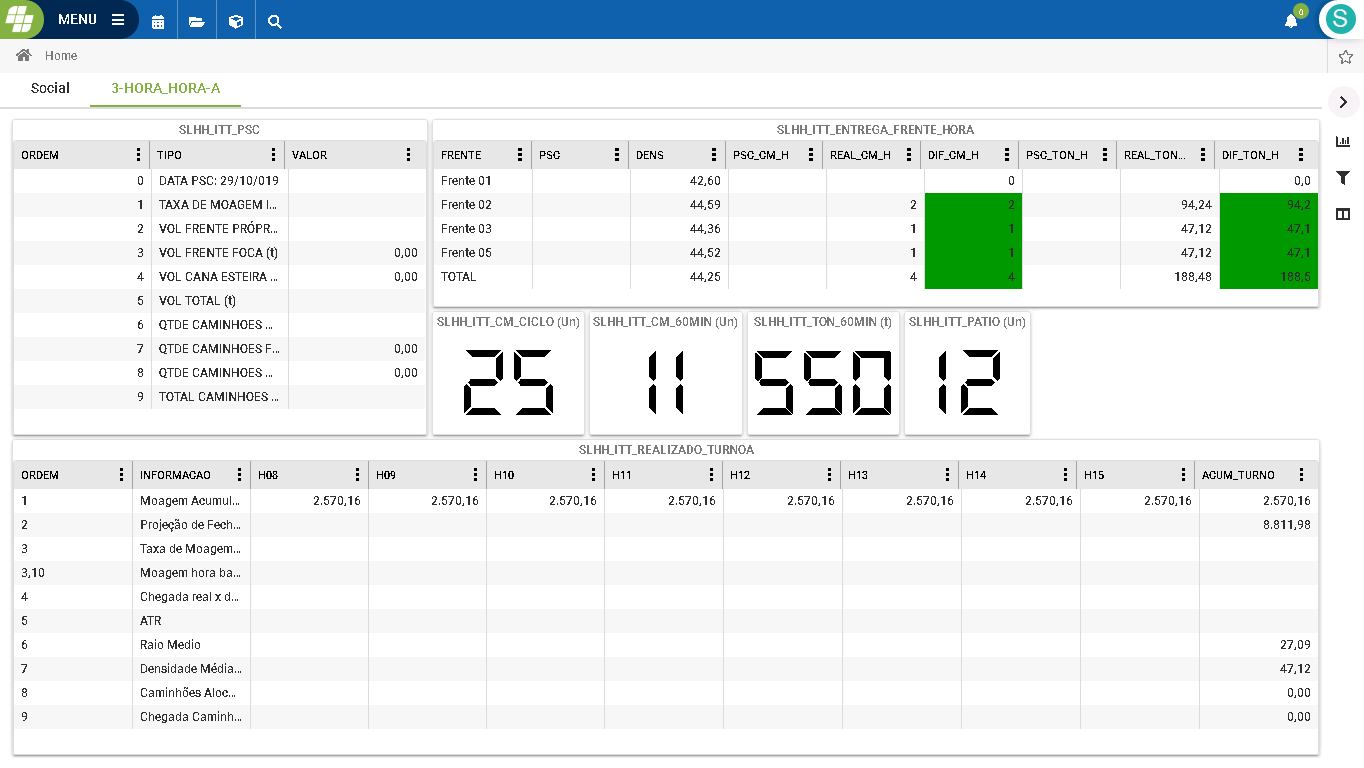 MENU
0
S
Home
Social 3-HORA_HORA-A
SLHH_ITT_PSC
ORDEM TIPO VALOR
0 DATA PSC: 29/10/019
1 TAXA DE MOAGEM I...
2 VOL FRENTE PRÓPR...
3 VOL FRENTE FOCA (t) 0,00
4 VOL CANA ESTEIRA ... 0,00
5 VOL TOTAL (t)
6 QTDE CAMINHOES ...
7 QTDE CAMINHOES F... 0,00
8 QTDE CAMINHOES ... 0,00
9 TOTAL CAMINHOES ...
SLHH_ITT_ENTREGA_FRENTE_HORA
FRENTE PSC DENS PSC_CM_H REAL_CM_H DIF_CM_H PSC_TON_H REAL_TON... DIF_TON_H
Frente 01 42,60 0 0,0
Frente 02 44,59 2 2 94,24 94,2
Frente 03 44,36 1 1 47,12 47,1
Frente 05 44,52 1 1 47,12 47,1
TOTAL 44,25 4 4 188,48 188,5
SLHH_ITT_CM_CICLO (Un) SLHH_ITT_CM_60MIN (Un) SLHH_ITT_TON_60MIN (t) SLHH_ITT_PATIO (Un)
25 11 550 12
SLHH_ITT_REALIZADO_TURNOA
ORDEM INFORMACAO H08 H09 H10 H11 H12 H13 H14 H15 ACUM_TURNO
1 Moagem Acumul... 2.570,16 2.570,16 2.570,16 2.570,16 2.570,16 2.570,16 2.570,16 2.570,16 2.570,16
2 Projeção de Fech... 8.811,98
3 Taxa de Moagem...
3,10 Moagem hora ba...
4 Chegada real x d...
5 ATR
6 Raio Medio 27,09
7 Densidade Média... 47,12
8 Caminhões Aloc... 0,00
9 Chegada Caminh... 0,00